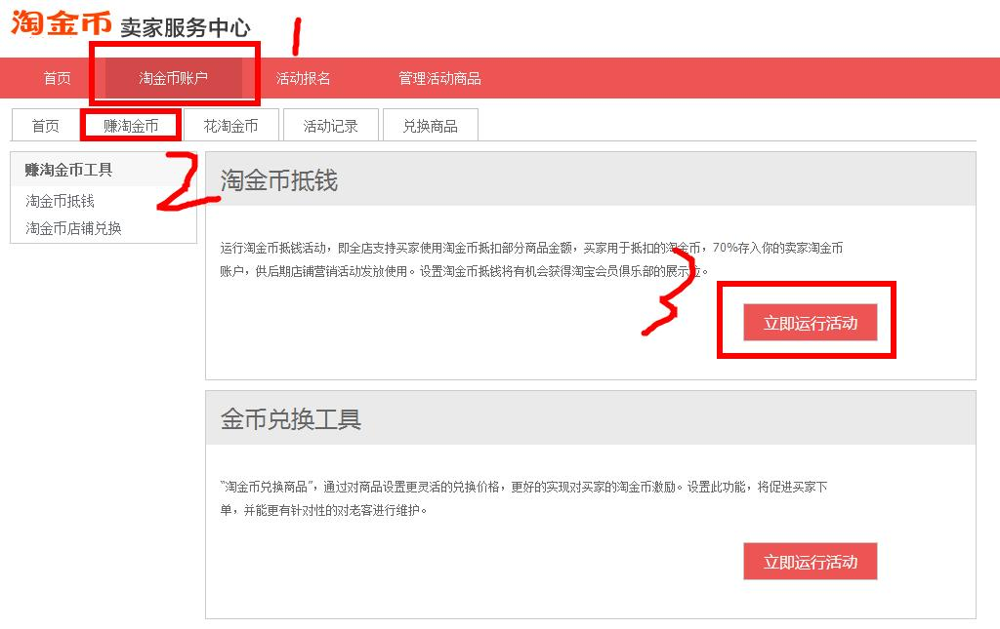 淘金币 卖家服务中心
1
首页 淘金币账户 活动报名 管理活动商品
首页 赚淘金币 花淘金币 活动记录 兑换商品
2
赚淘金币工具
淘金币抵钱
淘金币店铺兑换
淘金币抵钱
运行淘金币抵钱活动，即全店支持买家使用淘金币抵扣部分商品金额，买家用于抵扣的淘金币，70%存入你的卖家淘金币
账户，供后期店铺营销活动发放使用。设置淘金币抵钱将有机会获得淘宝会员俱乐部的展示位。
3
立即运行活动
金币兑换工具
“淘金币兑换商品”，通过对商品设置更灵活的兑换价格，更好的实现对买家的淘金币激励。设置此功能，将促进买家下
单，并能更有针对性的对老客进行维护。
立即运行活动